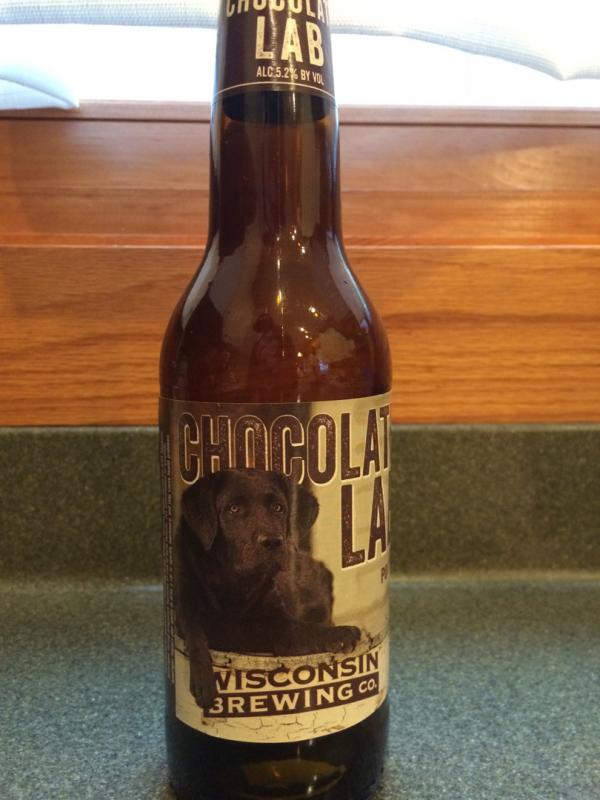 CHOCOLAT
LAB
ALC 5.2% BY VOL
CHOCOLAT
LA
WISCONSIN
BREWING CO.